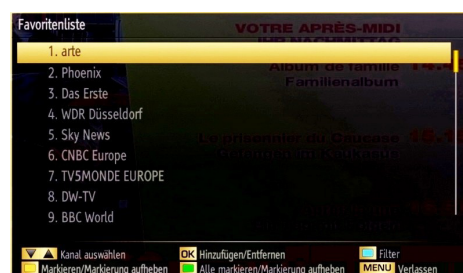 Favoritenliste
VOTRE APRÈS-MIDI
IHR NACHMITTAG
1. arte
Album de famille
2. Phoenix
Familienalbum
3. Das Erste
4. WDR Düsseldorf
5. Sky News
Le prisonnier du Caucase
6. CNBC Europe
7. TV5MONDE EUROPE
8. DW-TV
9. BBC World
Kanal auswählen OK Hinzufügen/Entfernen Filter
Markieren/Markierung aufheben Alle markieren/Markierung aufheben MENU Verlassen